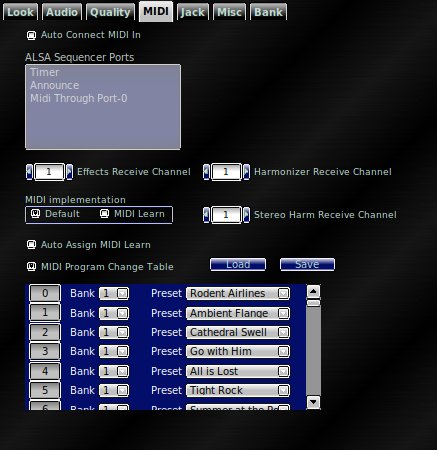 Look Audio Quality MIDI Jack Misc Bank
Auto Connect MIDI In
ALSA Sequencer Ports
Timer
Announce
Midi Through Port-0
1 Effects Receive Channel 1 Harmonizer Receive Channel
MIDI implementation
Default MIDI Learn 1 Stereo Harm Receive Channel
Auto Assign MIDI Learn
MIDI Program Change Table Load Save
0 Bank 1 Preset Rodent Airlines
1 Bank 1 Preset Ambient Flange
2 Bank 1 Preset Cathedral Swell
3 Bank 1 Preset Go with Him
4 Bank 1 Preset All is Lost
5 Bank 1 Preset Tight Rock
6 Bank 1 Preset Summer at the